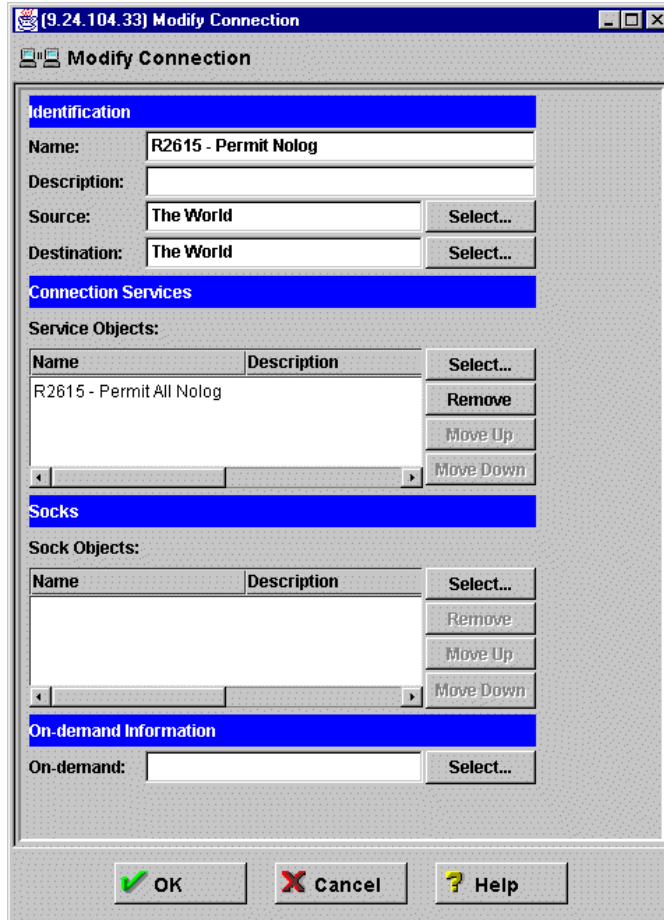 (9.24.104.33) Modify Connection
Modify Connection
Identification
Name: R2615 - Permit Nolog
Description:
Source: The World Select...
Destination: The World Select...
Connection Services
Service Objects:
Name Description Select...
R2615 - Permit All Nolog
Remove
Move Up
Move Down
Socks
Sock Objects:
Name Description Select...
Remove
Move Up
Move Down
On-demand Information
On-demand: Select...
OK Cancel Help